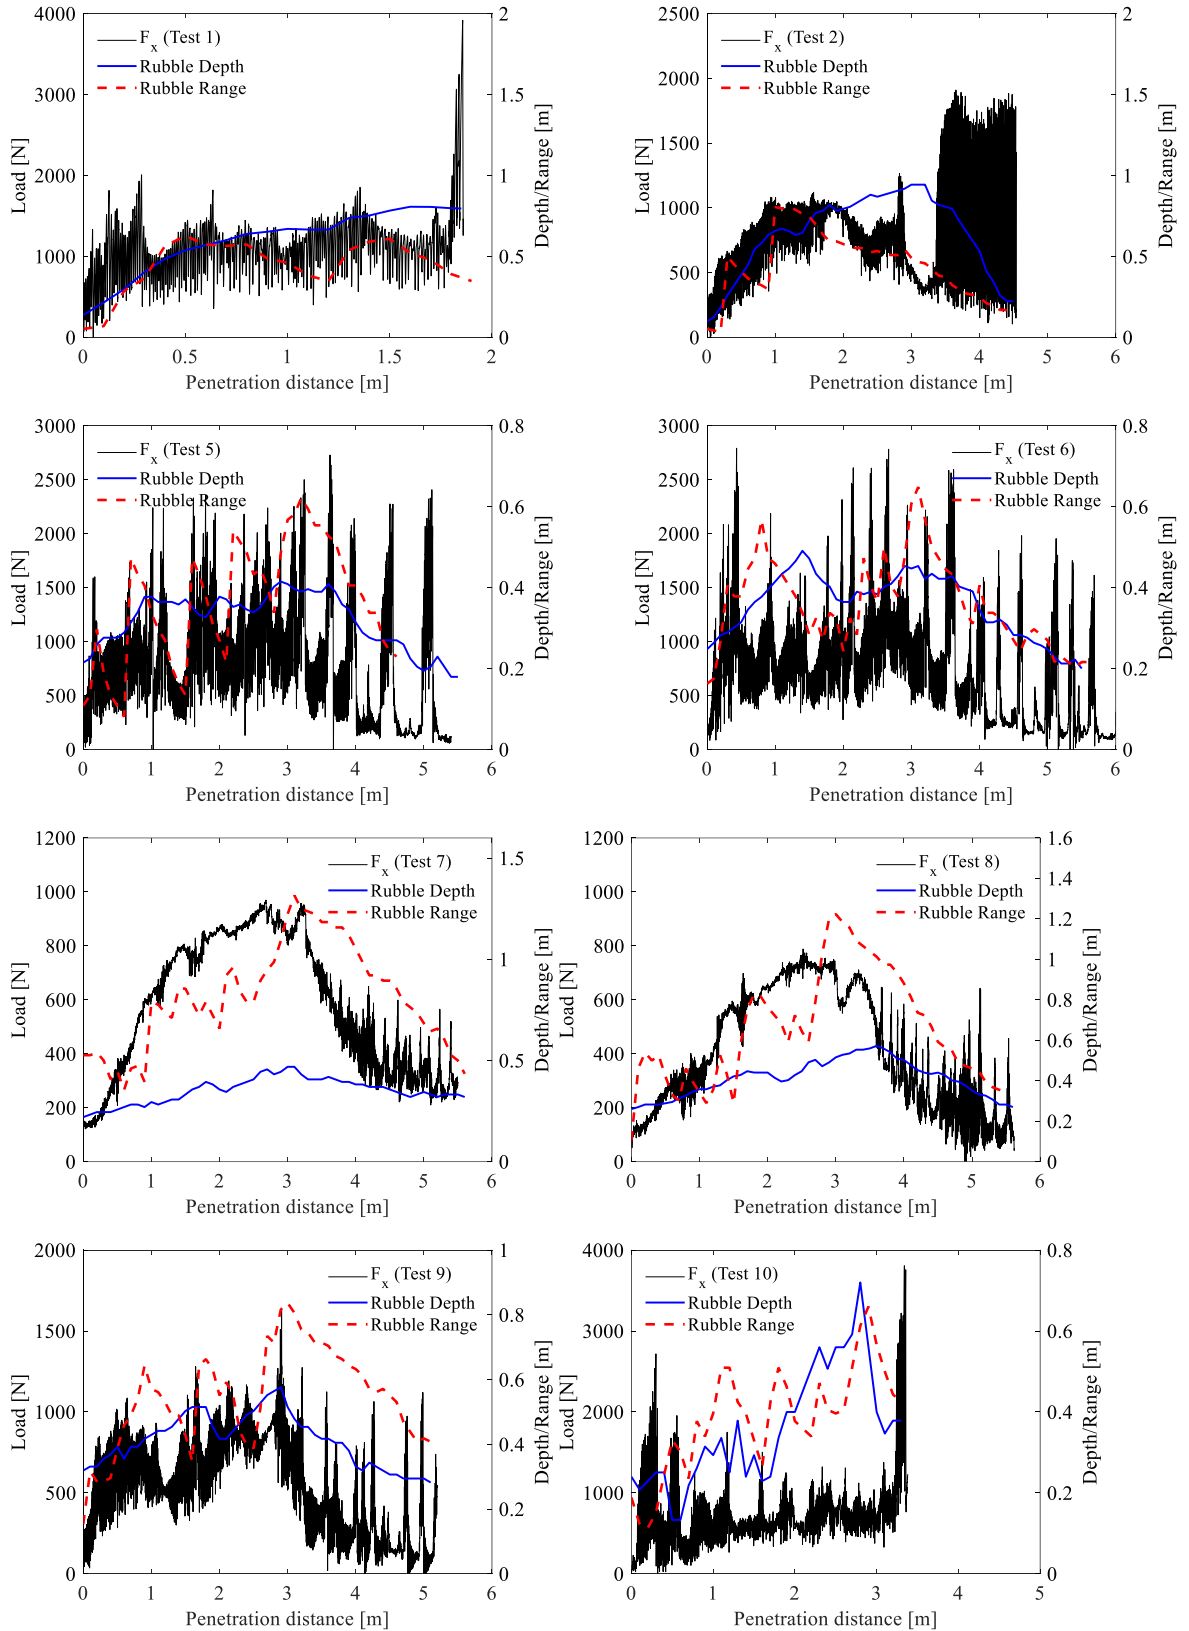 4000
3000
2000
1000
0
Load [N]
F_x (Test 1)
Rubble Depth
Rubble Range
2
1.5
1
0.5
0
Depth/Range [m]
0 0.5 1 1.5 2
Penetration distance [m]
2500
2000
1500
1000
500
0
Load [N]
F_x (Test 2)
Rubble Depth
Rubble Range
2
1.5
1
0.5
0
Depth/Range [m]
0 1 2 3 4 5 6
Penetration distance [m]
3000
2500
2000
1500
1000
500
0
Load [N]
F_x (Test 5)
Rubble Depth
Rubble Range
0.8
0.6
0.4
0.2
0
Depth/Range [m]
0 1 2 3 4 5 6
Penetration distance [m]
3000
2500
2000
1500
1000
500
0
Load [N]
F_x (Test 6)
Rubble Depth
Rubble Range
0.8
0.6
0.4
0.2
0
Depth/Range [m]
0 1 2 3 4 5 6
Penetration distance [m]
1200
1000
800
600
400
200
0
Load [N]
F_x (Test 7)
Rubble Depth
Rubble Range
1.5
1
0.5
0
Depth/Range [m]
0 1 2 3 4 5 6
Penetration distance [m]
1200
1000
800
600
400
200
0
Load [N]
F_x (Test 8)
Rubble Depth
Rubble Range
1.6
1.4
1.2
1
0.8
0.6
0.4
0.2
0
Depth/Range [m]
0 1 2 3 4 5 6
Penetration distance [m]
2000
1500
1000
500
0
Load [N]
F_x (Test 9)
Rubble Depth
Rubble Range
1
0.8
0.6
0.4
0.2
0
Depth/Range [m]
0 1 2 3 4 5 6
Penetration distance [m]
4000
3000
2000
1000
0
Load [N]
F_x (Test 10)
Rubble Depth
Rubble Range
0.8
0.6
0.4
0.2
0
Depth/Range [m]
0 1 2 3 4 5
Penetration distance [m]